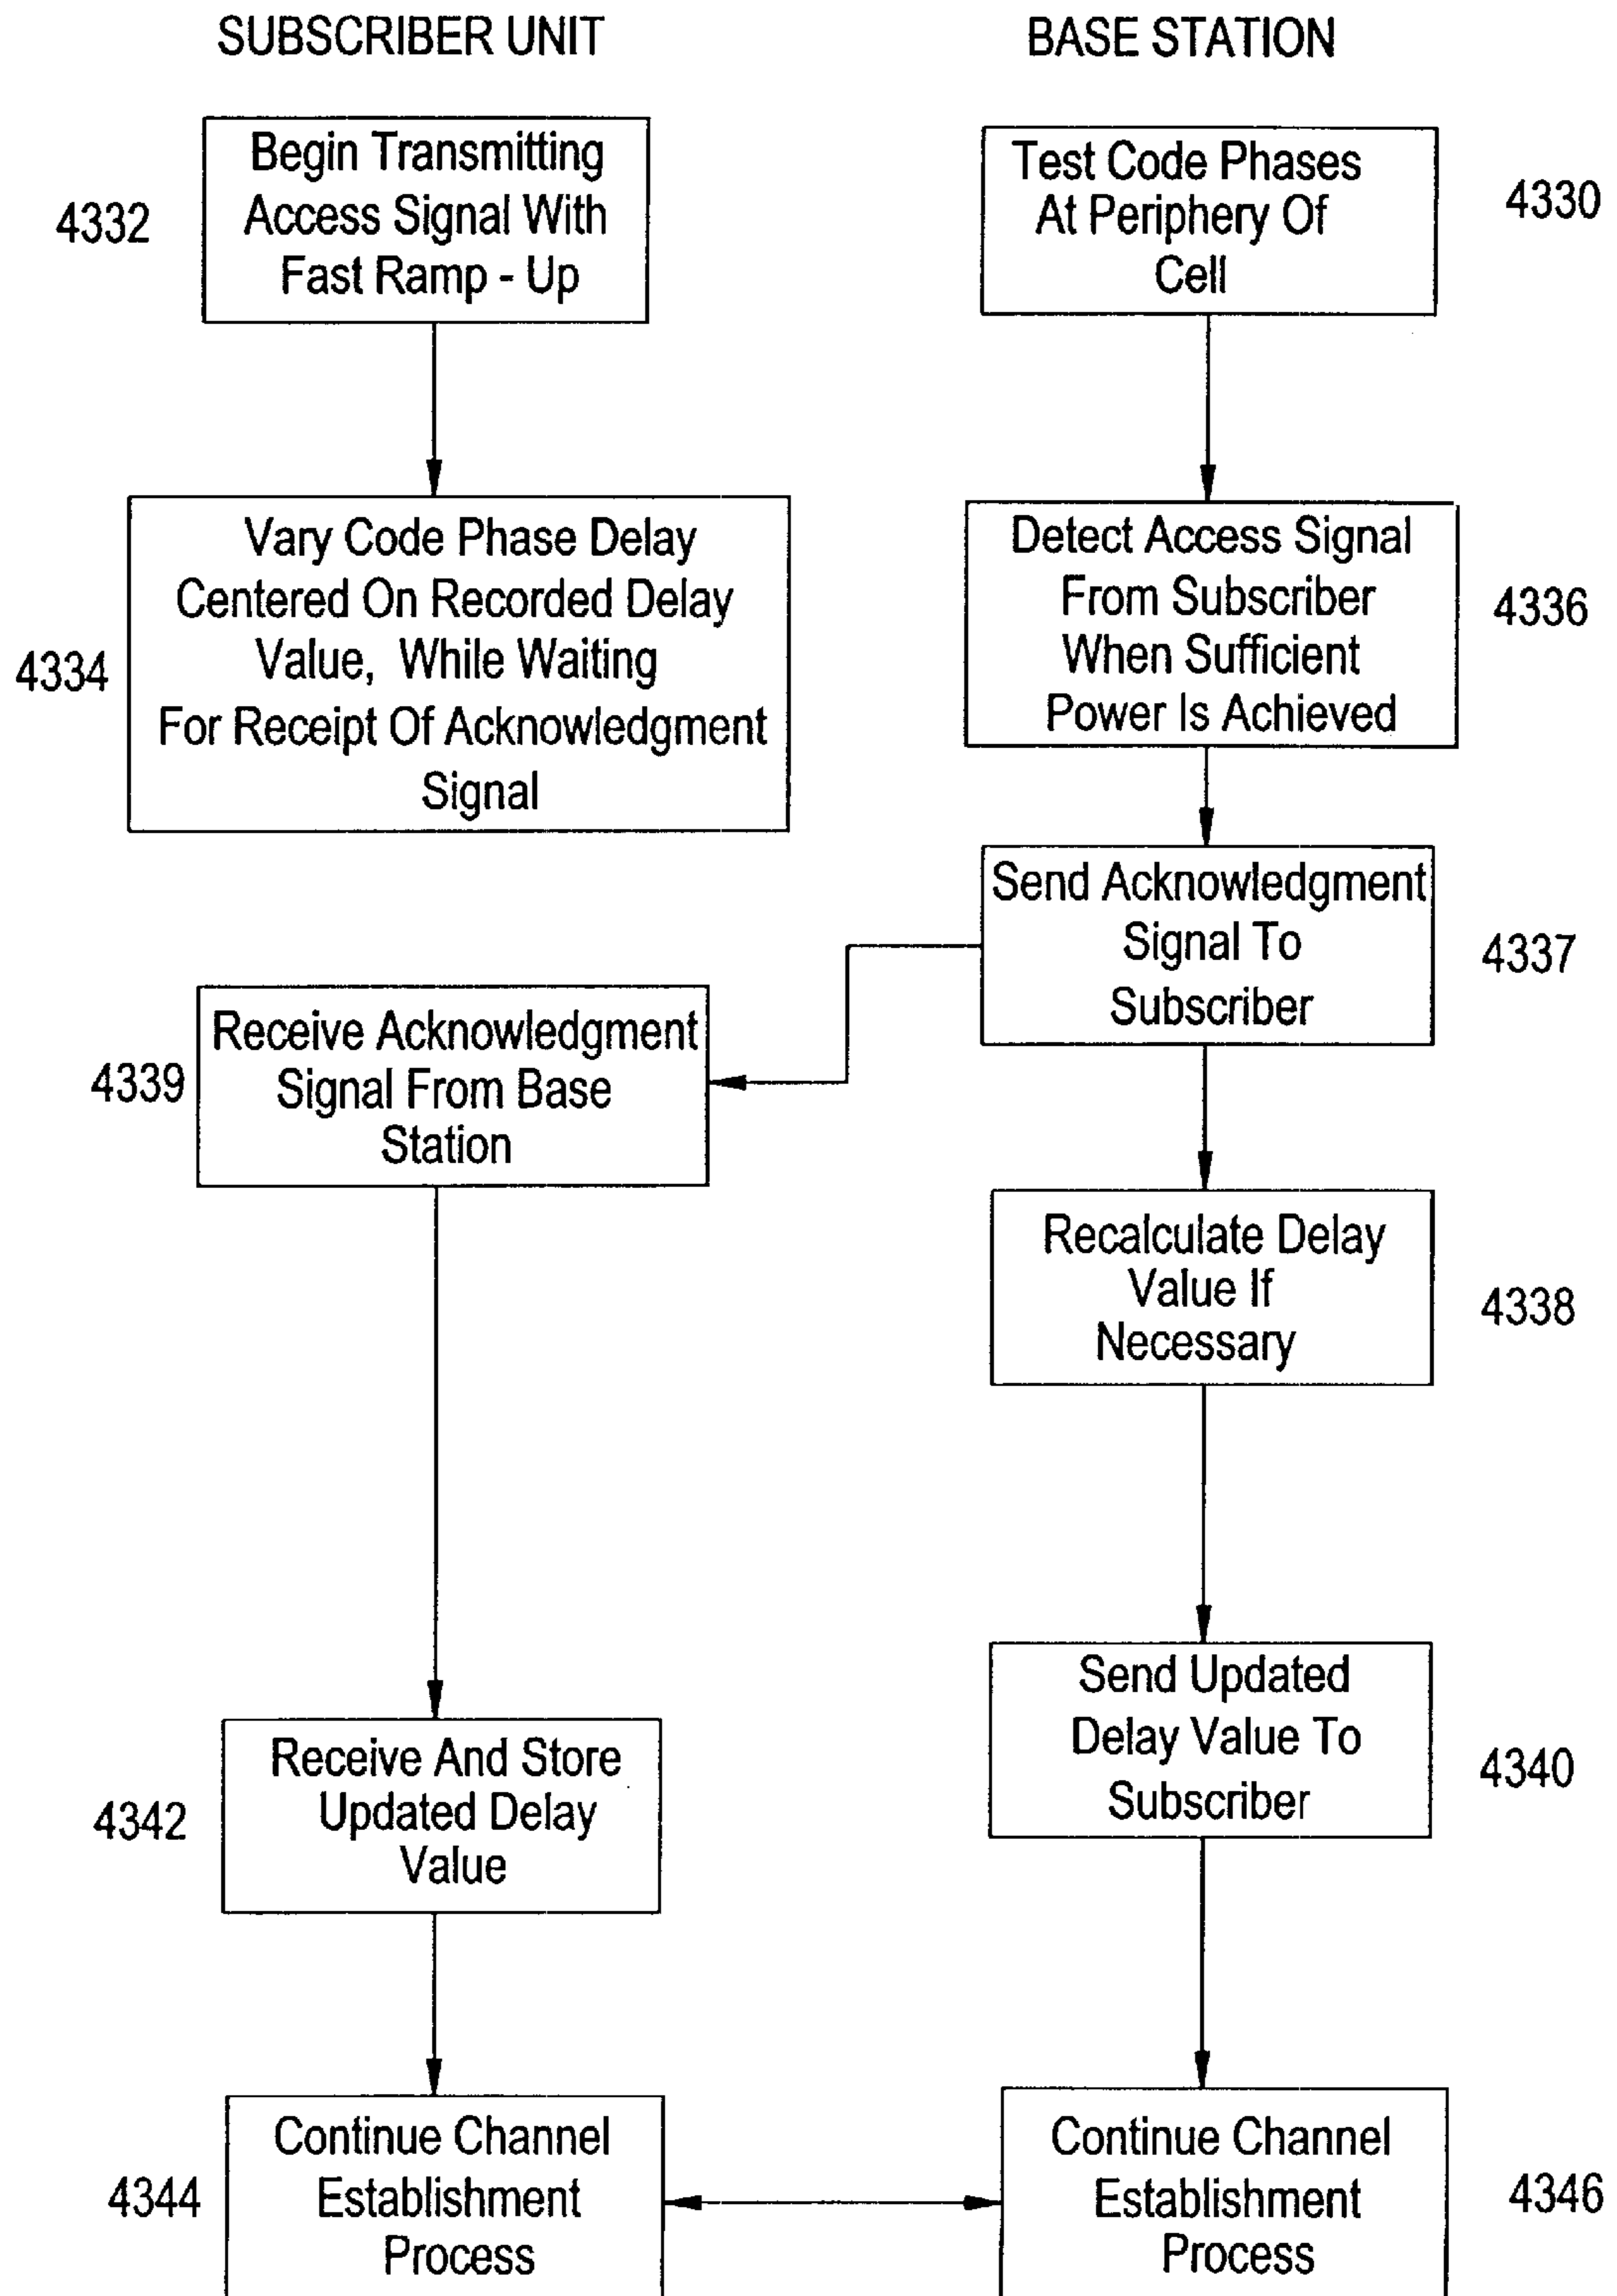 SUBSCRIBER UNIT
BASE STATION
4332
Begin Transmitting
Access Signal With
Fast Ramp - Up
Test Code Phases
At Periphery Of
Cell
4330
4334
Vary Code Phase Delay
Centered On Recorded Delay
Value, While Waiting
For Receipt Of Acknowledgment
Signal
Detect Access Signal
From Subscriber
When Sufficient
Power Is Achieved
4336
Send Acknowledgment
Signal To
Subscriber
4337
4339
Receive Acknowledgment
Signal From Base
Station
Recalculate Delay
Value If
Necessary
4338
Send Updated
Delay Value To
Subscriber
4340
4342
Receive And Store
Updated Delay
Value
4344
Continue Channel
Establishment
Process
Continue Channel
Establishment
Process
4346